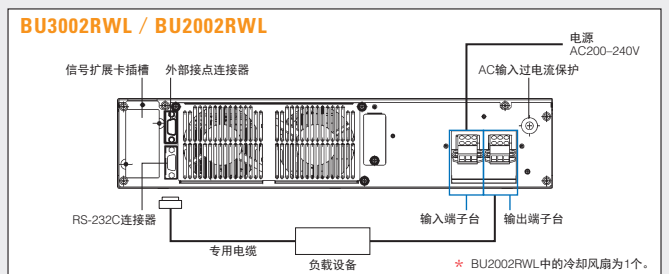 BU3002RWL / BU2002RWL
电源
AC200–240V
信号扩展卡插槽 外部接点连接器
AC输入过电流保护
RS-232C连接器
输入端子台 输出端子台
专用电缆
负载设备
* BU2002RWL中的冷却风扇为1个。